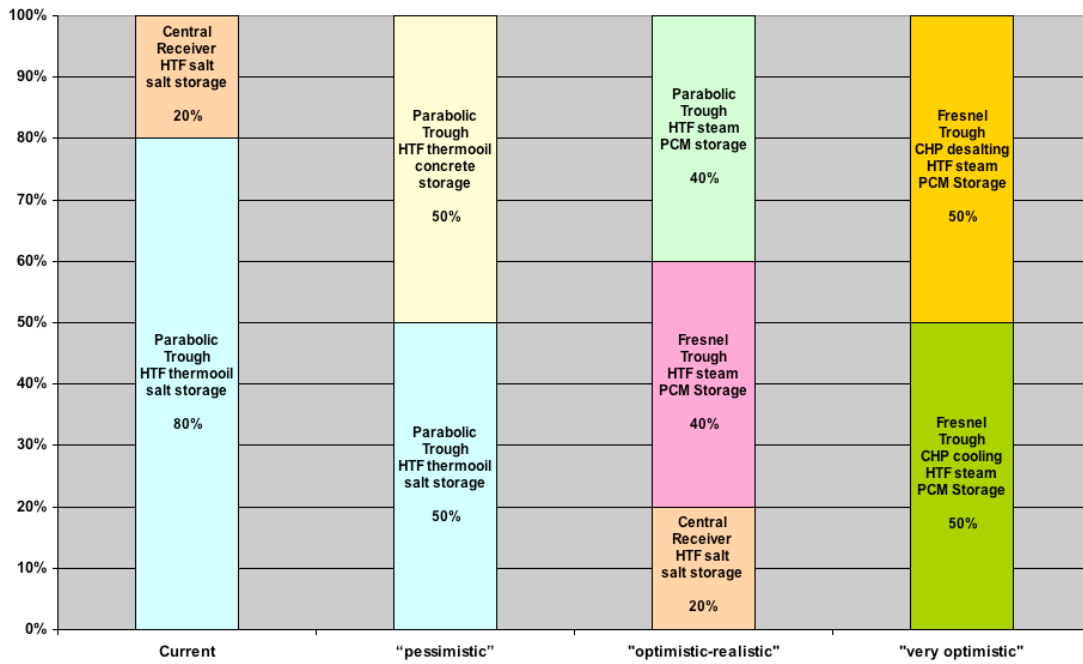 100%
90%
80%
70%
60%
50%
40%
30%
20%
10%
0%
Central
Receiver
HTF salt
salt storage
20%
Parabolic
Trough
HTF thermooil
salt storage
80%
Parabolic
Trough
HTF thermooil
concrete
storage
50%
Parabolic
Trough
HTF thermooil
salt storage
50%
Parabolic
Trough
HTF steam
PCM storage
40%
Fresnel
Trough
HTF steam
PCM Storage
40%
Central
Receiver
HTF salt
salt storage
20%
Fresnel
Trough
CHP desalting
HTF steam
PCM Storage
50%
Fresnel
Trough
CHP cooling
HTF steam
PCM Storage
50%
Current
“pessimistic”
"optimistic-realistic"
"very optimistic"